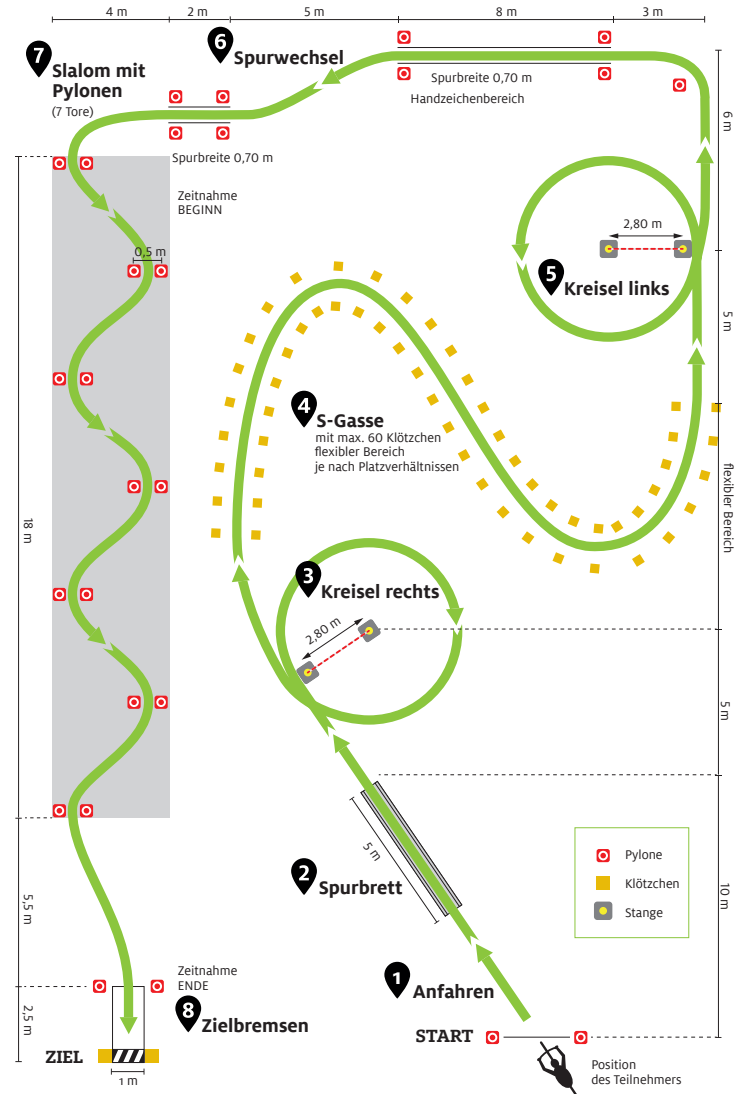 4 m
2 m
5 m
8 m
3 m
7
Slalom mit
Pylonen
(7 Tore)
6
Spurwechsel
Spurbreite 0,70 m
Handzeichenbereich
6 m
Spurbreite 0,70 m
Zeitnahme
BEGINN
0,5 m
2,80 m
5
Kreisel links
5 m
4
S-Gasse
mit max. 60 Klötzchen
flexibler Bereich
je nach Platzverhältnissen
flexibler Bereich
18 m
3
Kreisel rechts
2,80 m
5 m
5 m
2
Spurbrett
Pylone
Klötzchen
Stange
10 m
5,5 m
Zeitnahme
ENDE
1
Anfahren
8
Zielbremsen
2,5 m
START
ZIEL
1 m
Position
des Teilnehmers